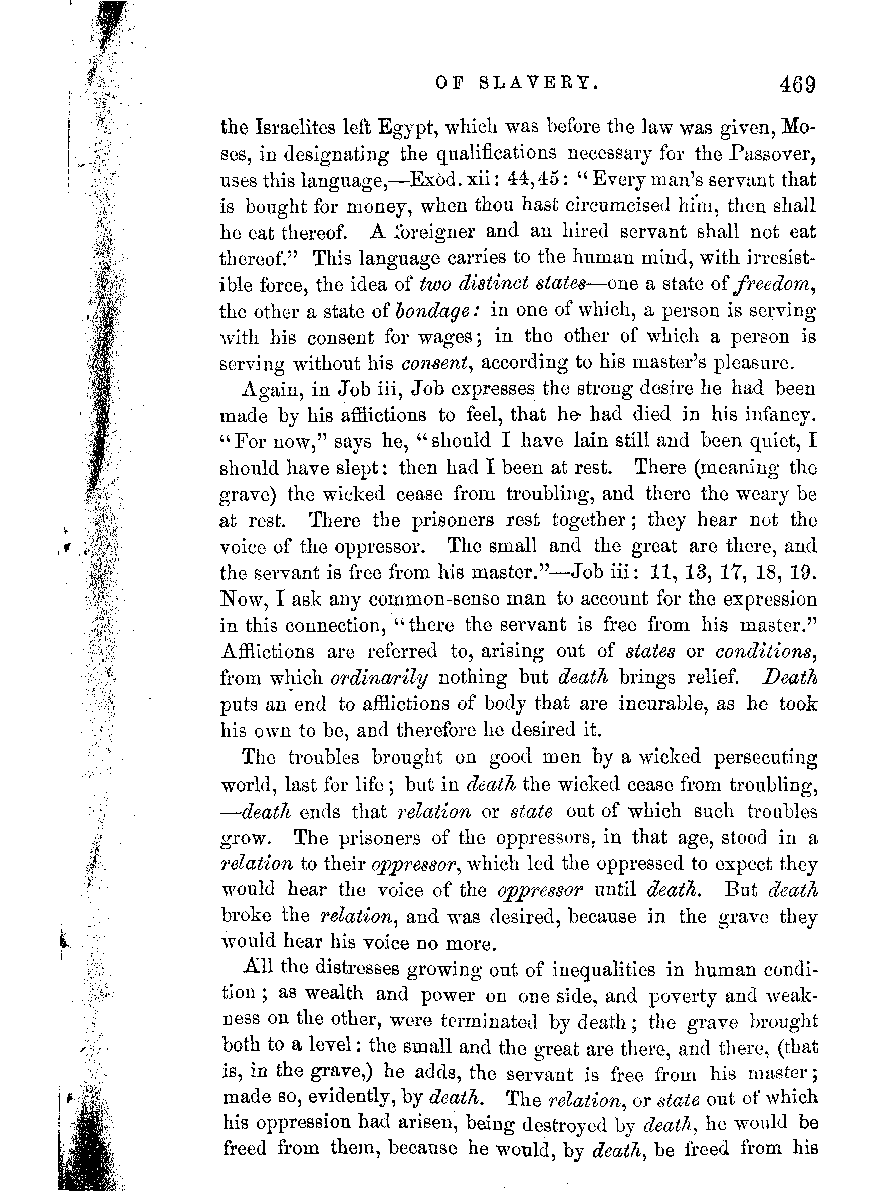 OF SLAVERY. 469
the Israelites left Egypt, which was before the law was given, Mo-
ses, in designating the qualifications necessary for the Passover,
uses this language,—Exod. xii: 44, 45: "Every man's servant that
is bought for money, when thou hast circumcised him, then shall
he eat thereof. A foreigner and an hired servant shall not eat
thereof." This language carries to the human mind, with irresist-
ible force, the idea of two distinct states—one a state of freedom,
the other a state of bondage: in one of which, a person is serving
with his consent for wages; in the other of which a person is
serving without his consent, according to his master's pleasure.
Again, in Job iii, Job expresses the strong desire he had been
made by his afflictions to feel, that he had died in his infancy.
"For now," says he, "should I have lain still and been quiet, I
should have slept: then had I been at rest. There (meaning the
grave) the wicked cease from troubling, and there the weary be
at rest. There the prisoners rest together; they hear not the
voice of the oppressor. The small and the great are there, and
the servant is free from his master."—Job iii: 11, 13, 17, 18, 19.
Now, I ask any common-sense man to account for the expression
in this connection, "there the servant is free from his master."
Afflictions are referred to, arising out of states or conditions,
from which ordinarily nothing but death brings relief. Death
puts an end to afflictions of body that are incurable, as he took
his own to be, and therefore he desired it.
The troubles brought on good men by a wicked persecuting
world, last for life; but in death the wicked cease from troubling,
—death ends that relation or state out of which such troubles
grow. The prisoners of the oppressors, in that age, stood in a
relation to their oppressor, which led the oppressed to expect they
would hear the voice of the oppressor until death. But death
broke the relation, and was desired, because in the grave they
would hear his voice no more.
All the distresses growing out of inequalities in human condi-
tion; as wealth and power on one side, and poverty and weak-
ness on the other, were terminated by death; the grave brought
both to a level: the small and the great are there, and there, (that
is, in the grave,) he adds, the servant is free from his master;
made so, evidently, by death. The relation, or state out of which
his oppression had arisen, being destroyed by death, he would be
freed from them, because he would, by death, be freed from his